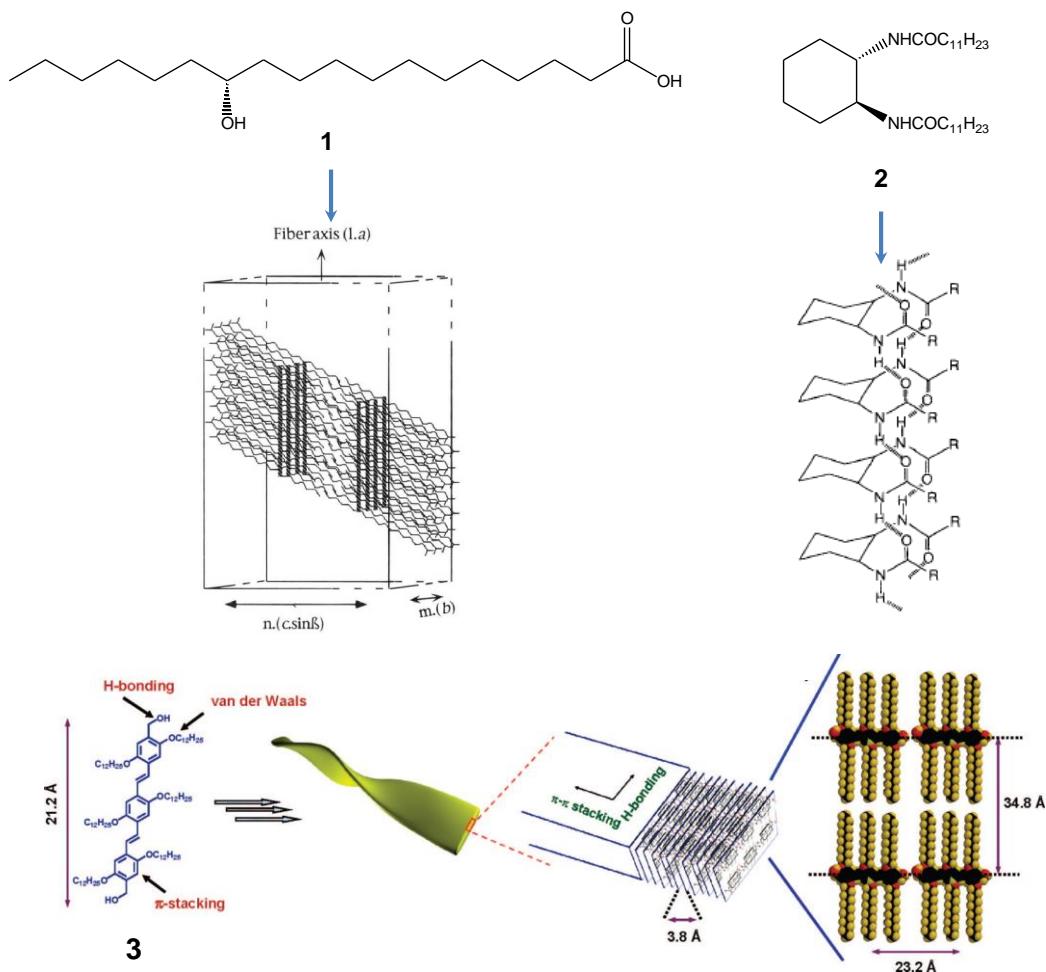 O
OH
OH
1
NHCOC11H23
NHCOC11H23
2
Fiber axis (l.a)
n.(c.sinß)
m.(b)
H
N
R
O
O
N
R
H
H
N
R
O
O
N
R
H
H
N
R
O
O
N
R
H
H
N
R
O
O
N
R
H
H-bonding
OH
van der Waals
OC12H25
C12H25O
OC12H25
C12H25O
OC12H25
C12H25O
HO
π-stacking
21.2 Å
3
π-π stacking
H-bonding
3.8 Å
34.8 Å
23.2 Å